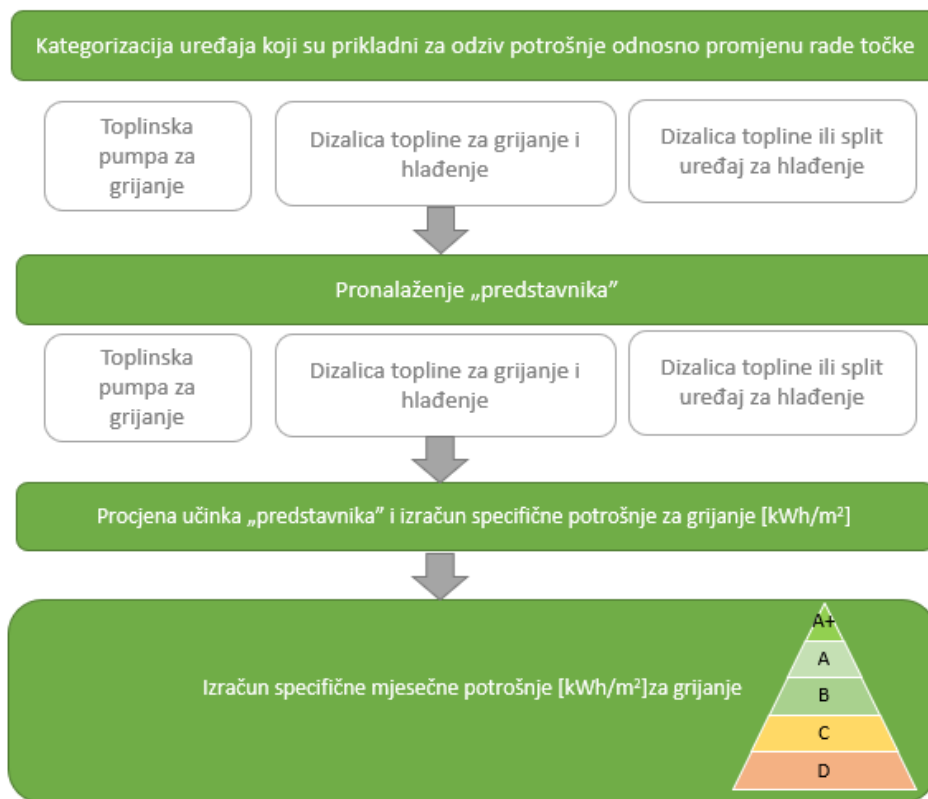 Kategorizacija uređaja koji su prikladni za odziv potrošnje odnosno promjenu rade točke
Toplinska
pumpa za
grijanje
Dizalica topline za grijanje i
hlađenje
Dizalica topline ili split
uređaj za hlađenje
Pronalaženje „predstavnika”
Toplinska
pumpa za
grijanje
Dizalica topline za grijanje i
hlađenje
Dizalica topline ili split
uređaj za hlađenje
Procjena učinka „predstavnika” i izračun specifične potrošnje za grijanje [kWh/m²]
Izračun specifične mjesečne potrošnje [kWh/m²]za grijanje
A+
A
B
C
D